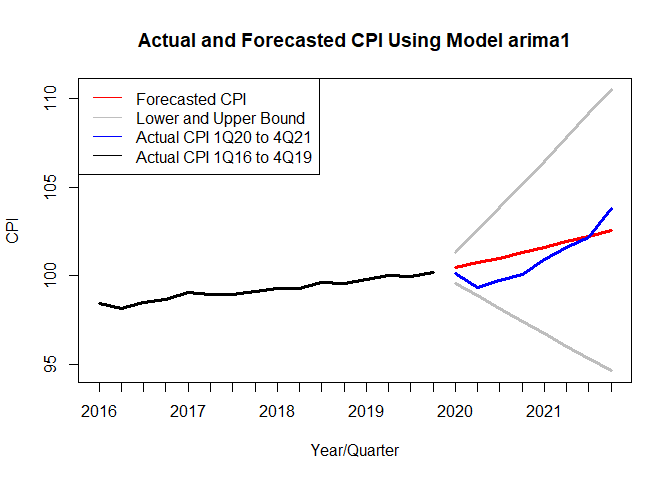 Actual and Forecasted CPI Using Model arima1
Forecasted CPI
Lower and Upper Bound
Actual CPI 1Q20 to 4Q21
Actual CPI 1Q16 to 4Q19
CPI
110
105
100
95
2016 2017 2018 2019 2020 2021
Year/Quarter